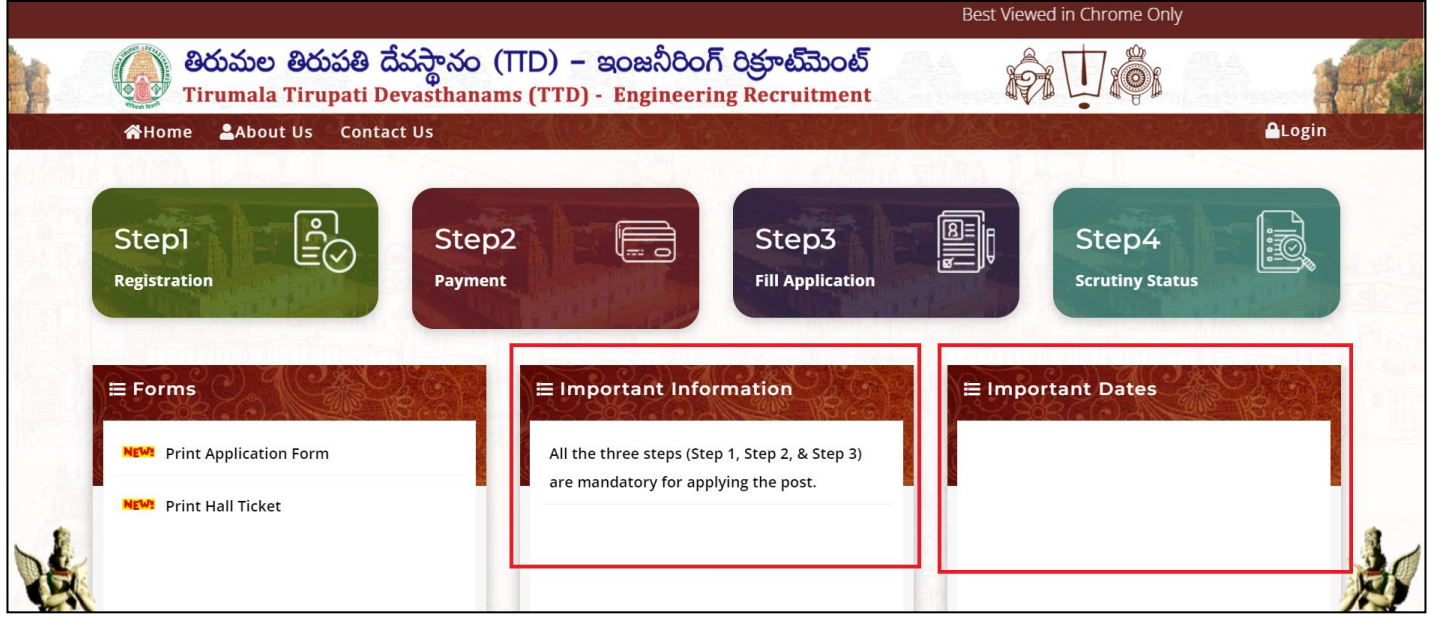 Best Viewed in Chrome Only
తిరుమల తిరుపతి దేవస్థానం (TTD) – ఇంజనీరింగ్ రిక్రూట్‌మెంట్
Tirumala Tirupati Devasthanams (TTD) - Engineering Recruitment
Home About Us Contact Us Login
Step1
Registration
Step2
Payment
Step3
Fill Application
Step4
Scrutiny Status
Forms
NEW! Print Application Form
NEW! Print Hall Ticket
Important Information
All the three steps (Step 1, Step 2, & Step 3)
are mandatory for applying the post.
Important Dates